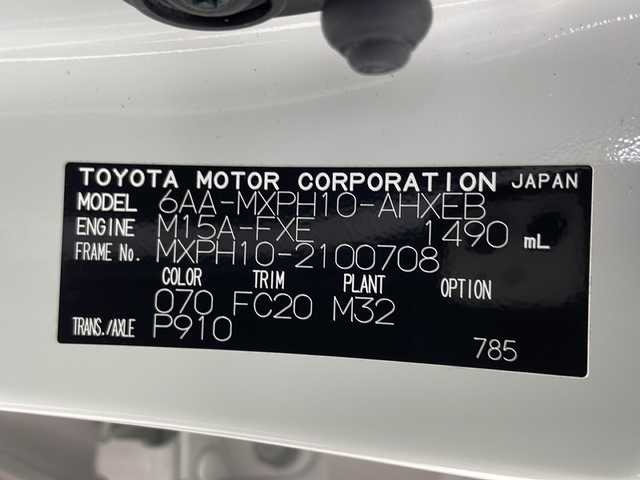 TOYOTA MOTOR CORPORATION JAPAN
MODEL 6AA-MXPH10-AHXEB
ENGINE M15A-FXE 1490 mL
FRAME No. MXPH10-2100708
COLOR TRIM PLANT OPTION
070 FC20 M32
TRANS./AXLE P910
785